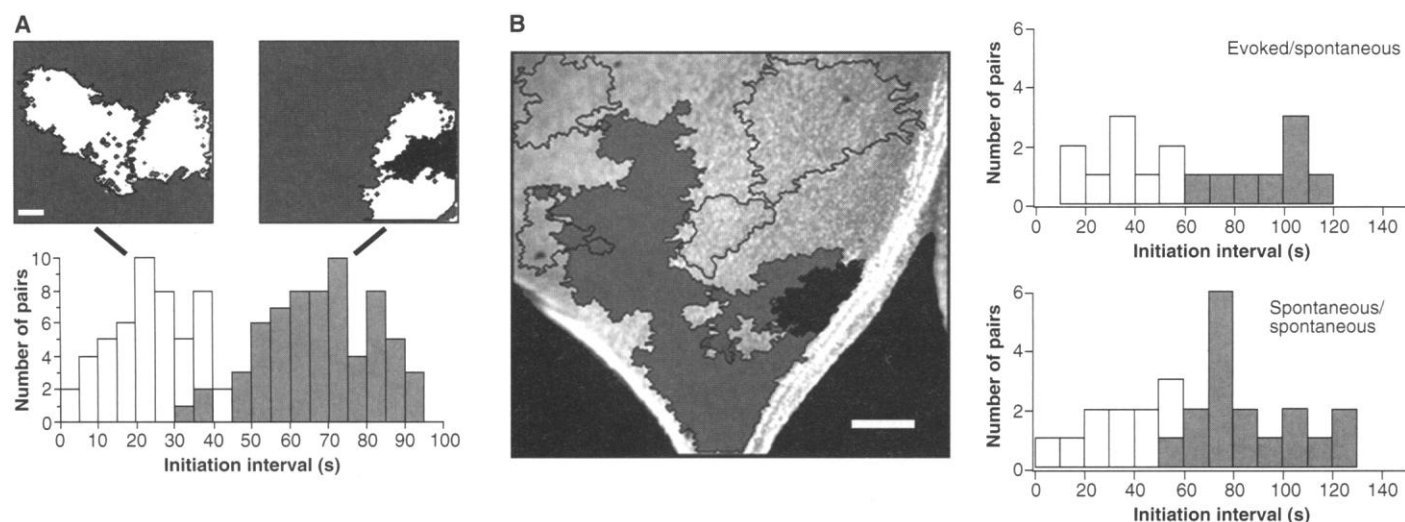 A
B
Number of pairs
10
8
6
4
2
0
0 10 20 30 40 50 60 70 80 90 100
Initiation interval (s)
Evoked/spontaneous
Number of pairs
6
4
2
0
0 20 40 60 80 100 120 140
Initiation interval (s)
Spontaneous/
spontaneous
Number of pairs
6
4
2
0
0 20 40 60 80 100 120 140
Initiation interval (s)